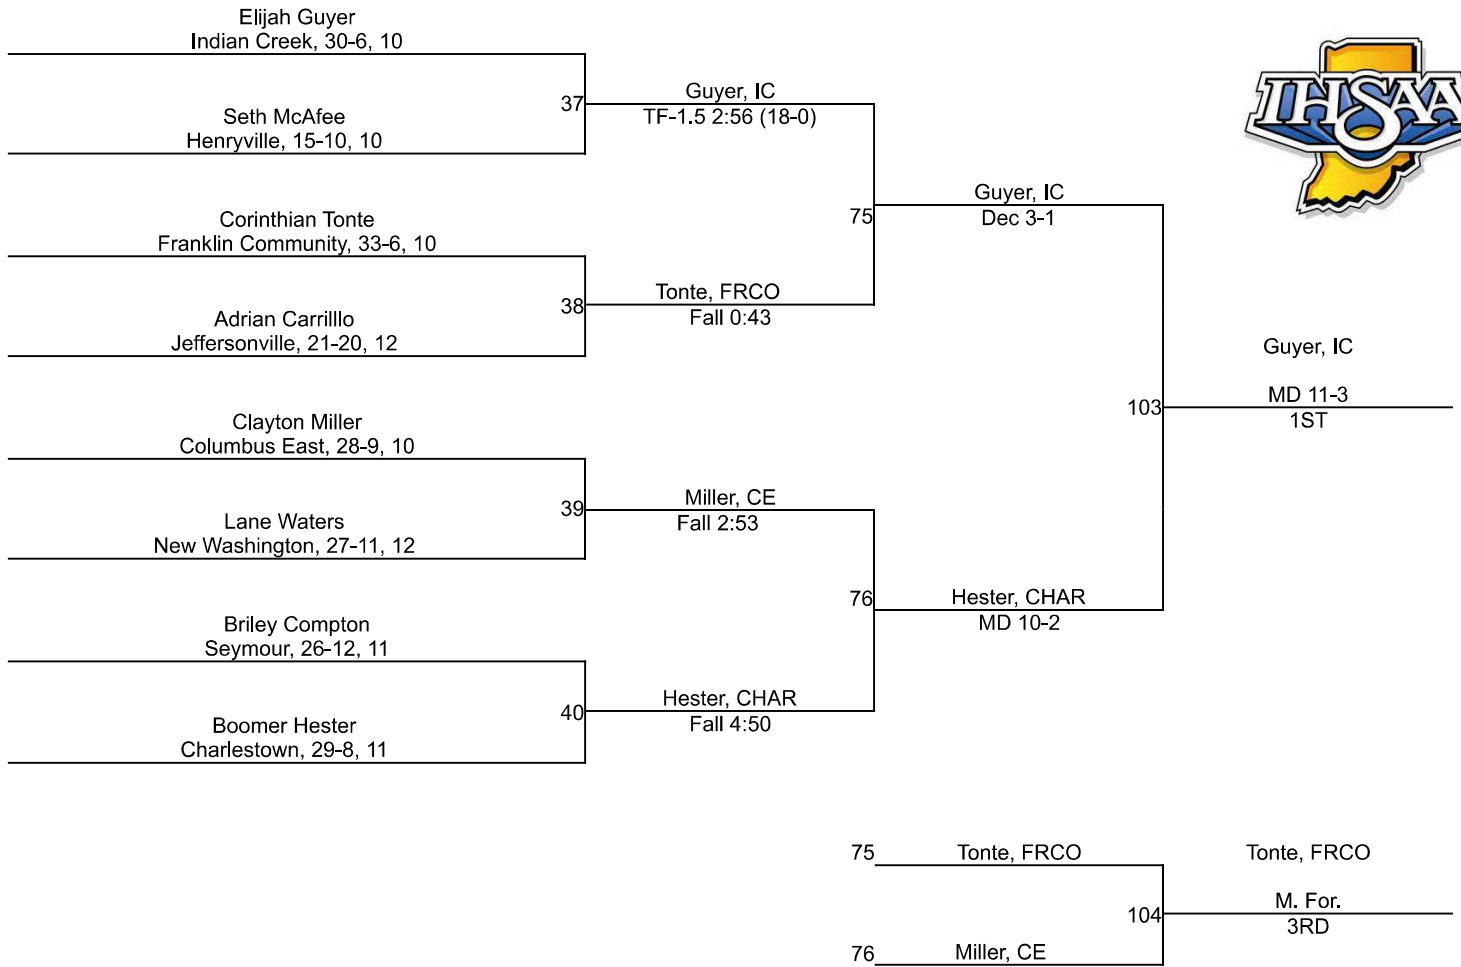 Elijah Guyer
Indian Creek, 30-6, 10
37
Guyer, IC
TF-1.5 2:56 (18-0)
Seth McAfee
Henryville, 15-10, 10
75
Guyer, IC
Dec 3-1
Corinthian Tonte
Franklin Community, 33-6, 10
38
Tonte, FRCO
Fall 0:43
Adrian Carrilllo
Jeffersonville, 21-20, 12
103
Guyer, IC
MD 11-3
1ST
Clayton Miller
Columbus East, 28-9, 10
39
Miller, CE
Fall 2:53
Lane Waters
New Washington, 27-11, 12
76
Hester, CHAR
MD 10-2
Briley Compton
Seymour, 26-12, 11
40
Hester, CHAR
Fall 4:50
Boomer Hester
Charlestown, 29-8, 11
75
Tonte, FRCO
104
Tonte, FRCO
M. For.
3RD
76
Miller, CE
IHSAA